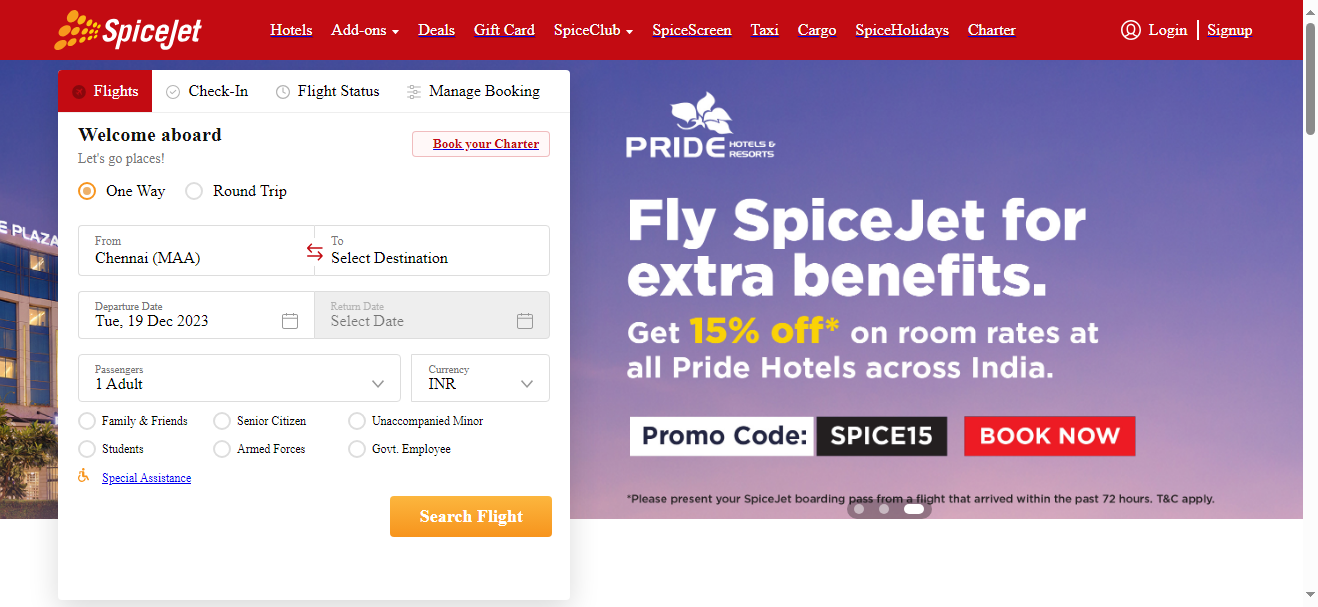 SpiceJet
Hotels Add-ons Deals Gift Card SpiceClub SpiceScreen Taxi Cargo SpiceHolidays Charter Login Signup
Flights Check-In Flight Status Manage Booking
Welcome aboard
Book your Charter
Let's go places!
One Way Round Trip
From
Chennai (MAA)
To
Select Destination
Departure Date
Tue, 19 Dec 2023
Return Date
Select Date
Passengers
1 Adult
Currency
INR
Family & Friends Senior Citizen Unaccompanied Minor
Students Armed Forces Govt. Employee
Special Assistance
Search Flight
E PLAZA
PRIDE HOTELS & RESORTS
Fly SpiceJet for
extra benefits.
Get 15% off* on room rates at
all Pride Hotels across India.
Promo Code: SPICE15 BOOK NOW
*Please present your SpiceJet boarding pass from a flight that arrived within the past 72 hours. T&C apply.